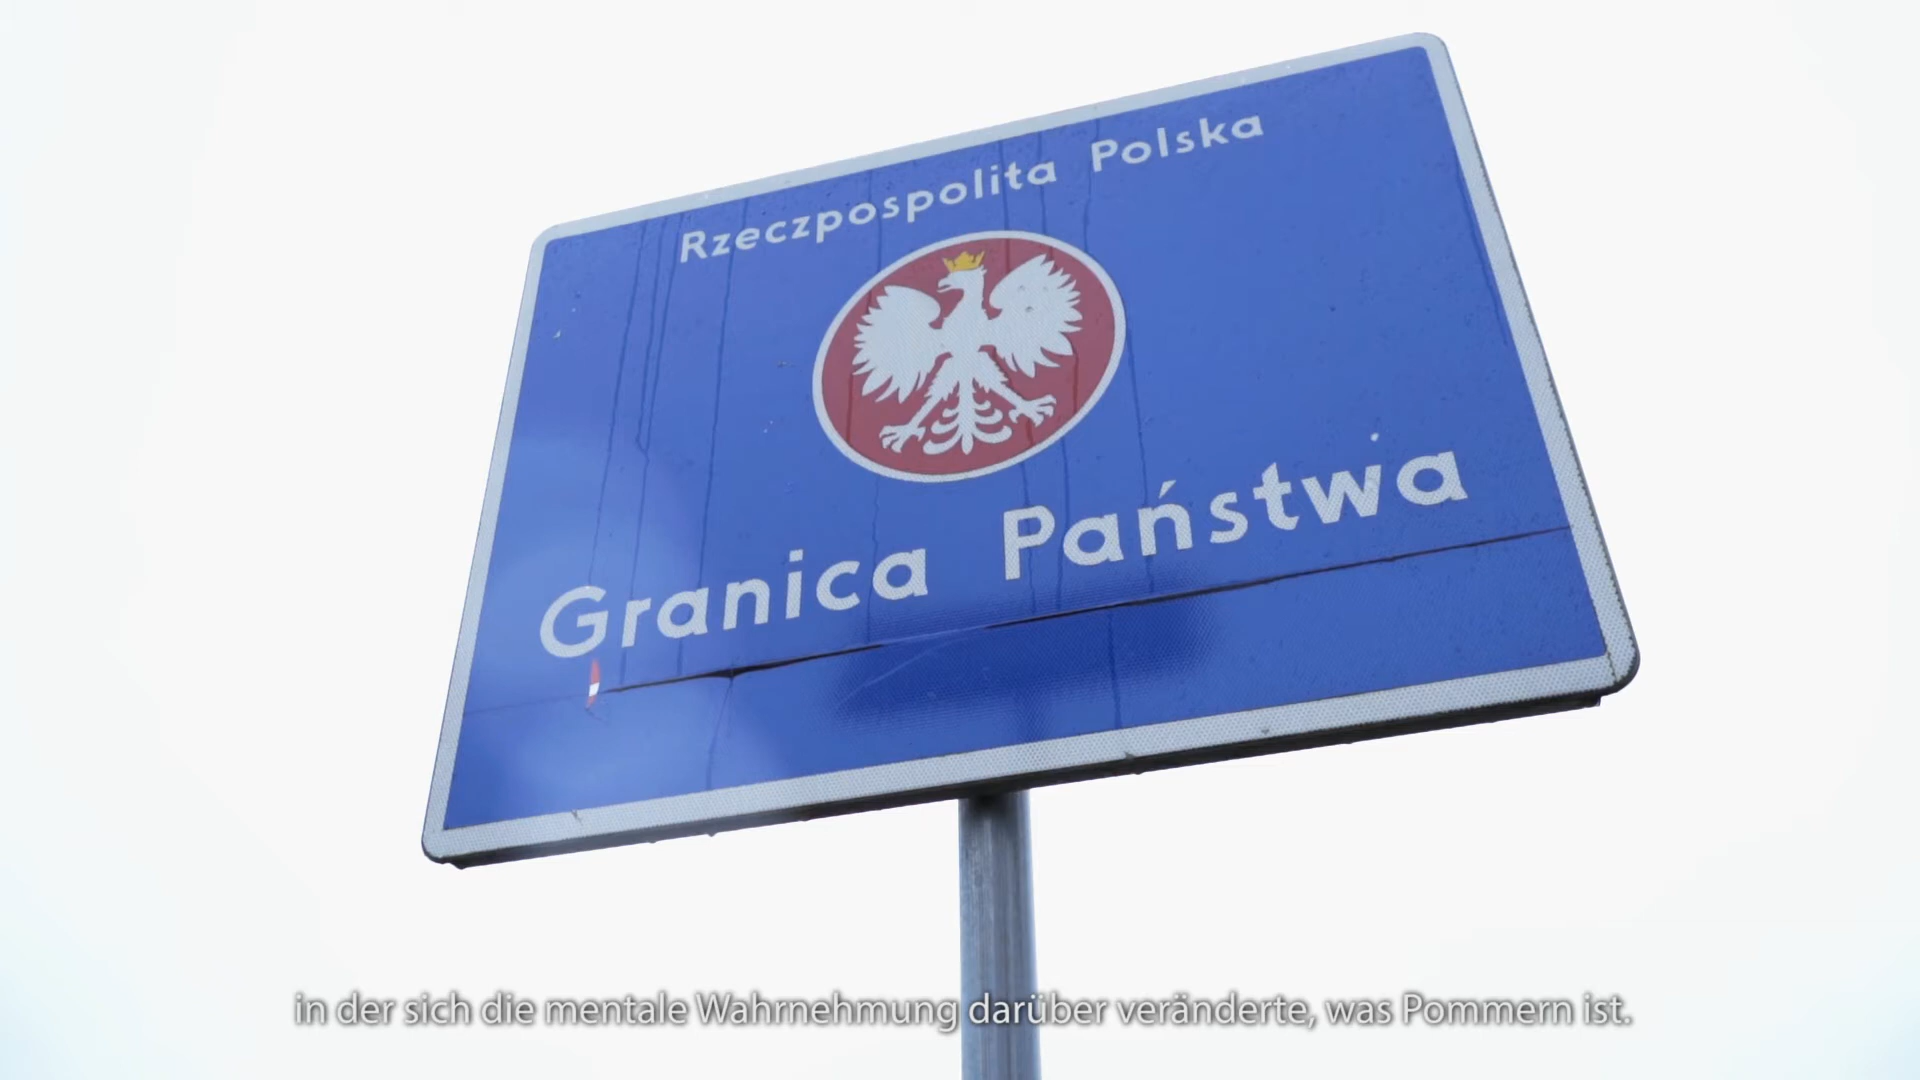 Rzeczpospolita Polska
Granica Państwa
in der sich die mentale Wahrnehmung darüber veränderte, was Pommern ist.